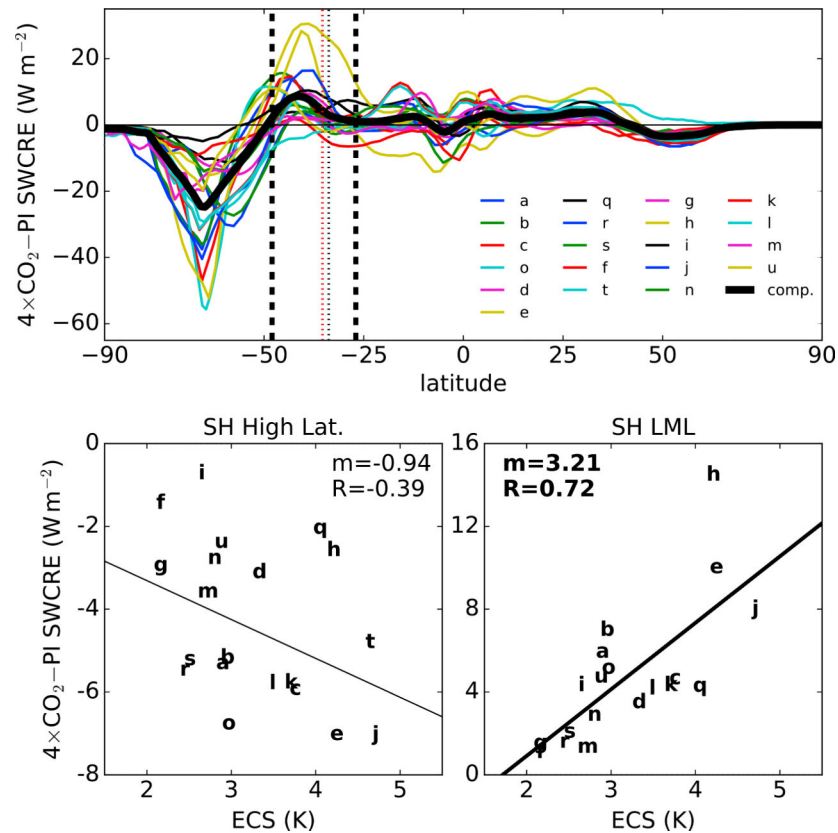 4×CO₂−PI SWCRE (W m⁻²)
20
0
−20
−40
−60
a q g k
b r h l
c s i m
o f j u
d t n comp.
e
−90 −50 −25 0 25 50 90
latitude
SH High Lat. SH LML
4×CO₂−PI SWCRE (W m⁻²)
0
-2
-4
-6
-8
m=-0.94
R=-0.39
i
f
q
u
h
n
g
d
m
t
b
s
a
r
l
k
c
o
e
j
2 3 4 5
ECS (K)
16
12
8
4
0
m=3.21
R=0.72
h
e
j
b
a
o
u
c
i
l
k
q
d
n
s
r
g
m
2 3 4 5
ECS (K)